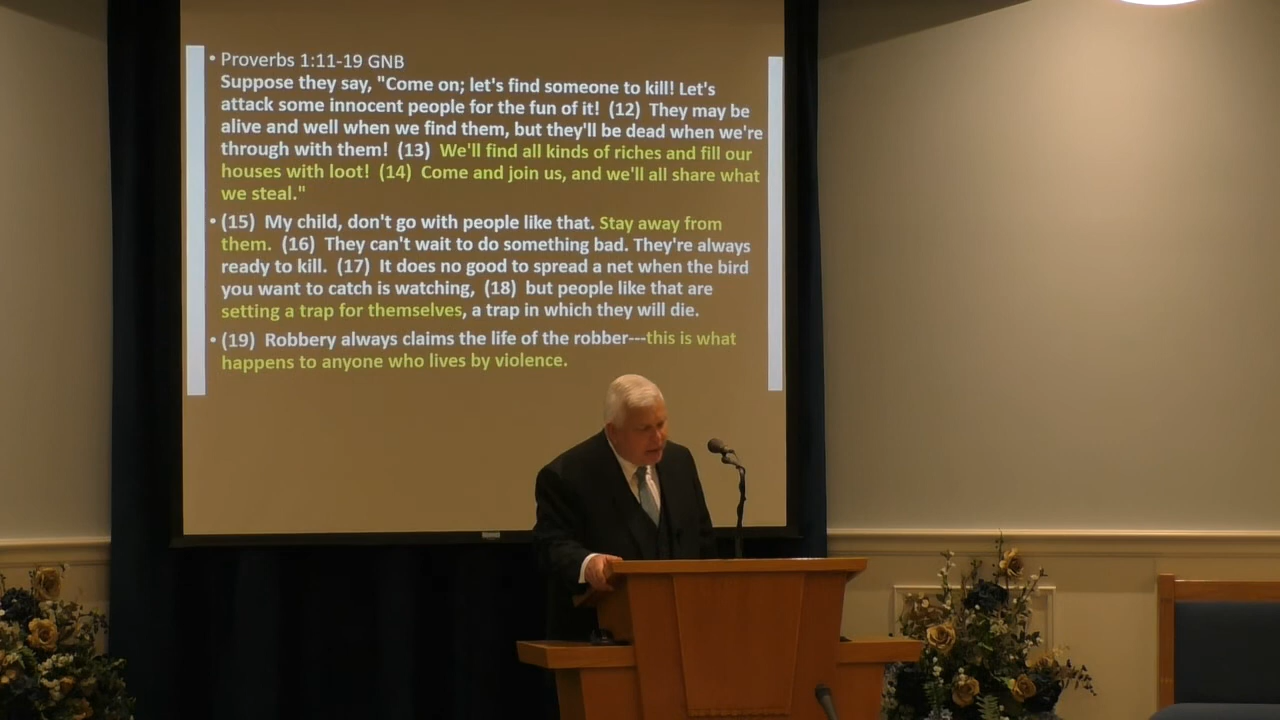 • Proverbs 1:11-19 GNB
Suppose they say, "Come on; let's find someone to kill! Let's
attack some innocent people for the fun of it!  (12)  They may be
alive and well when we find them, but they'll be dead when we're
through with them!  (13)  We'll find all kinds of riches and fill our
houses with loot!  (14)  Come and join us, and we'll all share what
we steal."
• (15)  My child, don't go with people like that. Stay away from
them.  (16)  They can't wait to do something bad. They're always
ready to kill.  (17)  It does no good to spread a net when the bird
you want to catch is watching,  (18)  but people like that are
setting a trap for themselves, a trap in which they will die.
• (19)  Robbery always claims the life of the robber---this is what
happens to anyone who lives by violence.